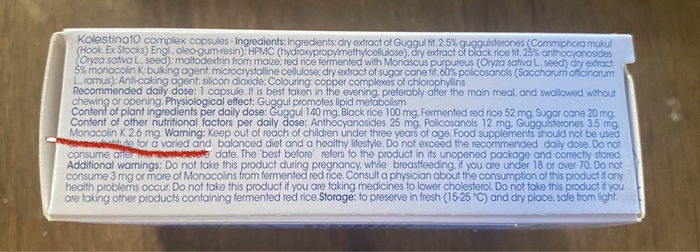 Kolestina10 complex capsules - Ingredients: Ingredients: dry extract of Guggul tit. 2.5% guggulsterones (Commiphora mukul
(Hook. Ex Stocks) Engl., oleo-gum-resin); HPMC (hydroxypropylmethylcellulose), dry extract of black rice tit. 25% anthocyanosides
(Oryza sativa L., seed); maltodextrin from maize; red rice fermented with Monascus purpureus (Oryza sativa L., seed) dry extract
5% monacolin K; bulking agent: microcrystalline cellulose; dry extract of sugar cane tit. 60% policosanols (Saccharum officinarum
L., ramus); Anti-caking agent: silicon dioxide; Colouring: copper complexes of chlorophyllins
Recommended daily dose: 1 capsule. It is best taken in the evening, preferably after the main meal, and swallowed without
chewing or opening. Physiological effect: Guggul promotes lipid metabolism
Content of plant ingredients per daily dose: Guggul 140 mg, Black rice 100 mg, Fermented red rice 52 mg, Sugar cane 20 mg.
Content of other nutritional factors per daily dose: Anthocyanosides 25 mg, Policosanols 12 mg, Guggulsterones 3.5 mg,
Monacolin K 2.6 mg. Warning: Keep out of reach of children under three years of age. Food supplements should not be used
as a substitute for a varied and balanced diet and a healthy lifestyle. Do not exceed the recommended daily dose. Do not
consume after date. The 'best before' refers to the product in its unopened package and correctly stored.
Additional warnings: Do not take this product during pregnancy, while breastfeeding, if you are under 18 or over 70. Do not
consume 3 mg or more of Monacolins from fermented red rice. Consult a physician about the consumption of this product if any
health problems occur. Do not take this product if you are taking medicines to lower cholesterol. Do not take this product if you
are taking other products containing fermented red rice. Storage: to preserve in fresh (15-25 °C) and dry place, safe from light.